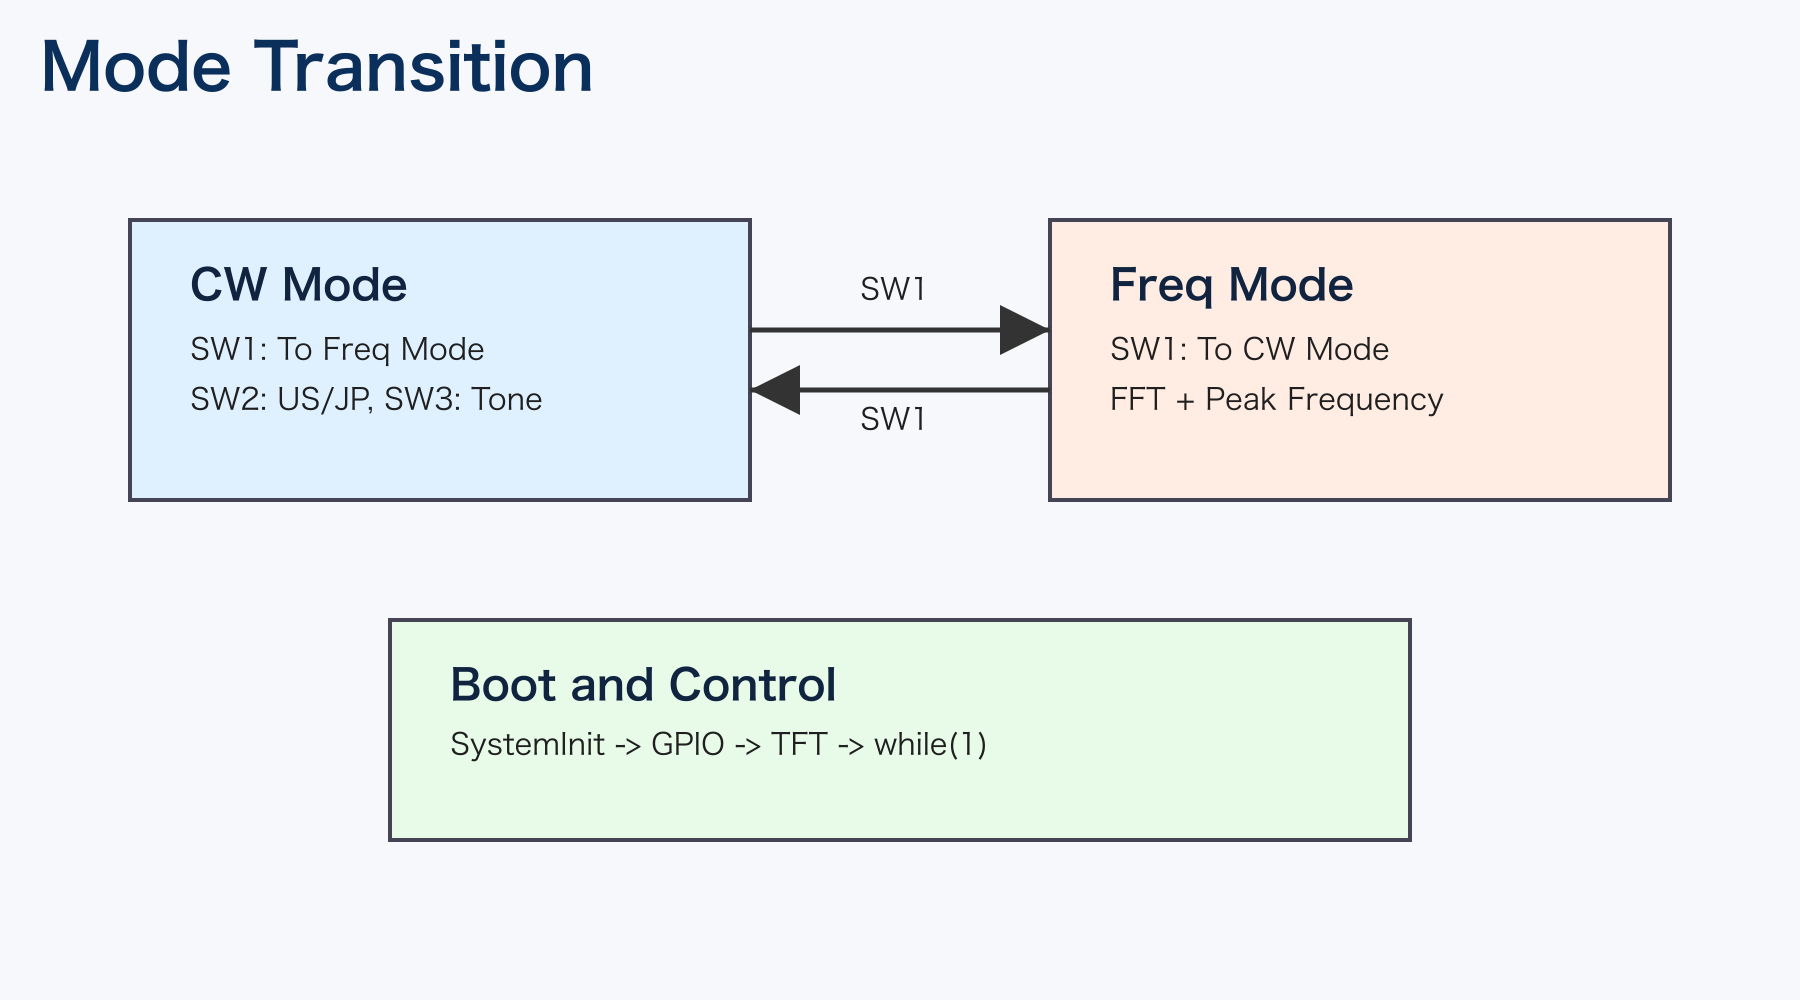 Mode Transition
CW Mode
SW1: To Freq Mode
SW2: US/JP, SW3: Tone
SW1
SW1
Freq Mode
SW1: To CW Mode
FFT + Peak Frequency
Boot and Control
SystemInit -> GPIO -> TFT -> while(1)